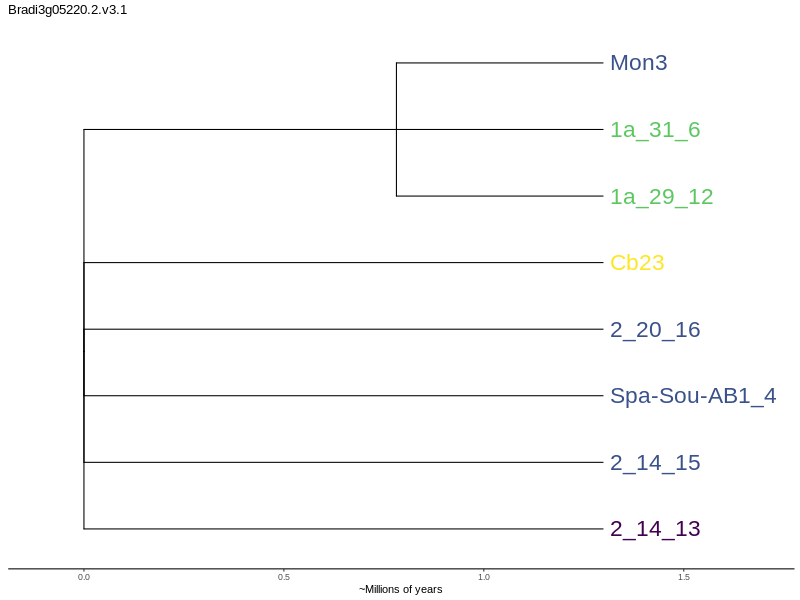 Bradi3g05220.2.v3.1
Mon3
1a_31_6
1a_29_12
Cb23
2_20_16
Spa-Sou-AB1_4
2_14_15
2_14_13
0.0 0.5 1.0 1.5
~Millions of years